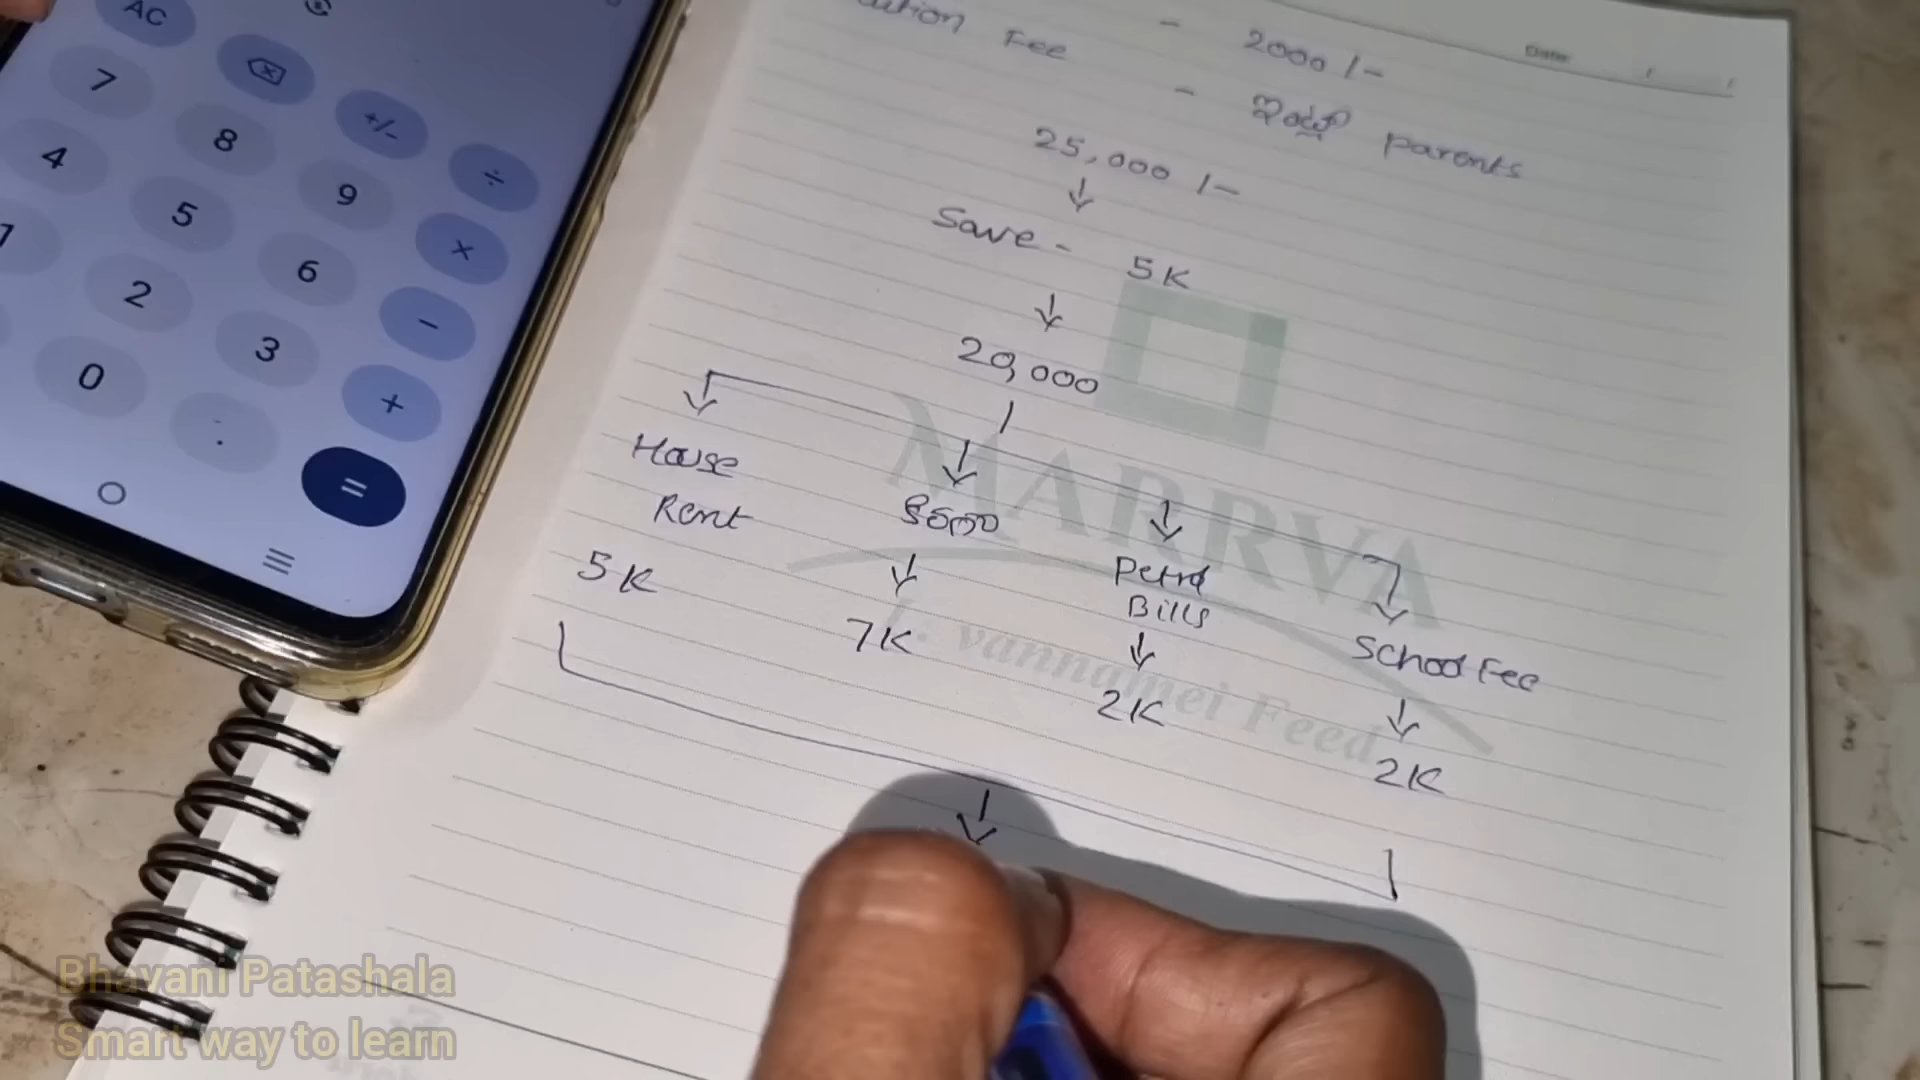 Fee - 2000/-
Date
- parents
25,000/-
Save - 5K
20,000
House Rent
5K
7K
Petrol Bills
2K
School Fee
2K
MARRVA
L. vannamei Feed
AC
7 8 9 ÷
4 5 6 ×
1 2 3 −
0 . = +
+/-
Bhavani Patashala
Smart way to learn